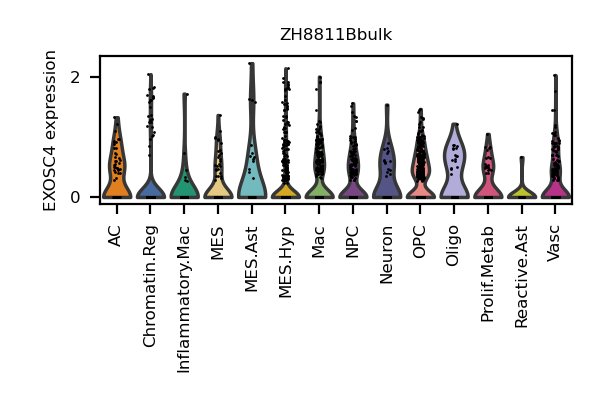 ZH8811Bbulk
EXOSC4 expression
2
0
AC
Chromatin.Reg
Inflammatory.Mac
MES
MES.Ast
MES.Hyp
Mac
NPC
Neuron
OPC
Oligo
Prolif.Metab
Reactive.Ast
Vasc